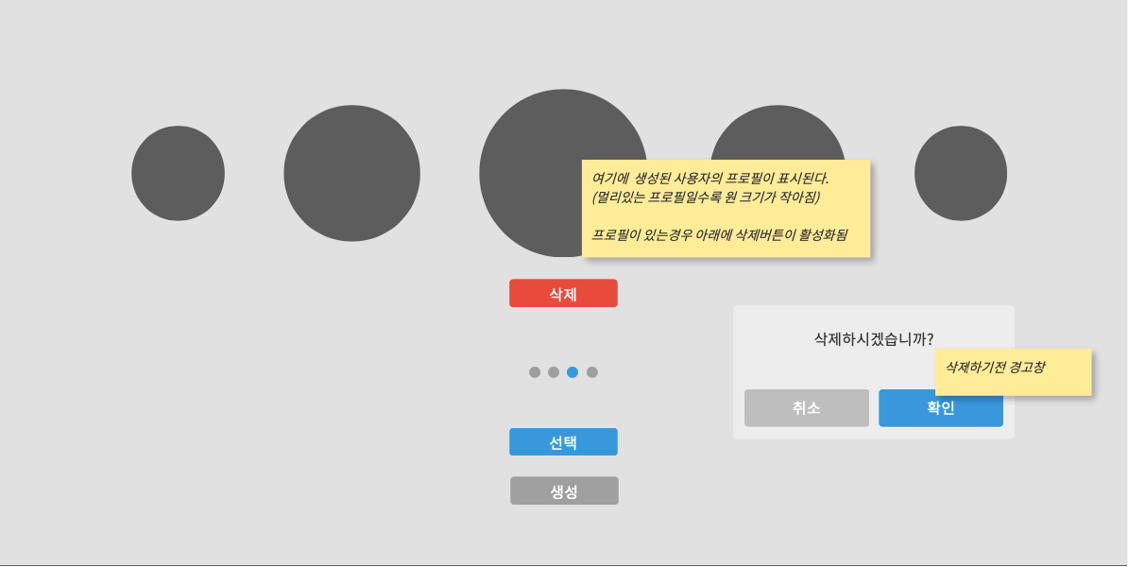 여기에 생성된 사용자의 프로필이 표시된다.
(멀리있는 프로필일수록 원 크기가 작아짐)
프로필이 있는경우 아래에 삭제버튼이 활성화됨
삭제
삭제하시겠습니까?
삭제하기전 경고창
취소
확인
선택
생성